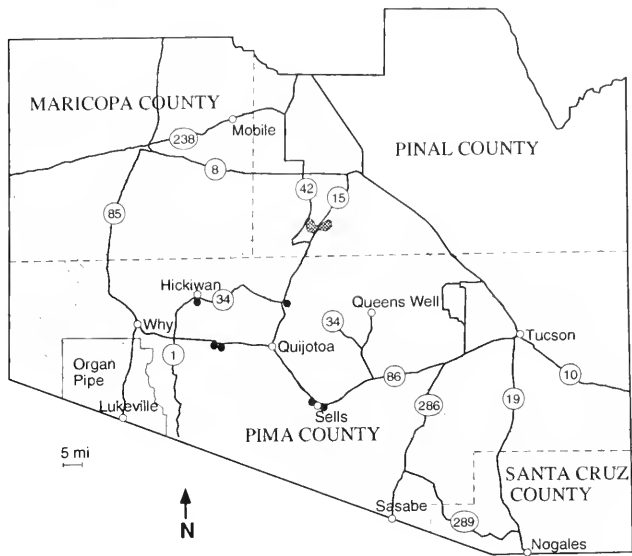 MARICOPA COUNTY
Mobile
238
PINAL COUNTY
8
42
15
85
Hickiwan
34
Queens Well
34
Why
Tucson
Quijotoa
1
Organ
Pipe
86
10
286
19
Lukeville
Sells
PIMA COUNTY
5 mi
SANTA CRUZ
COUNTY
Sasabe
289
N
Nogales